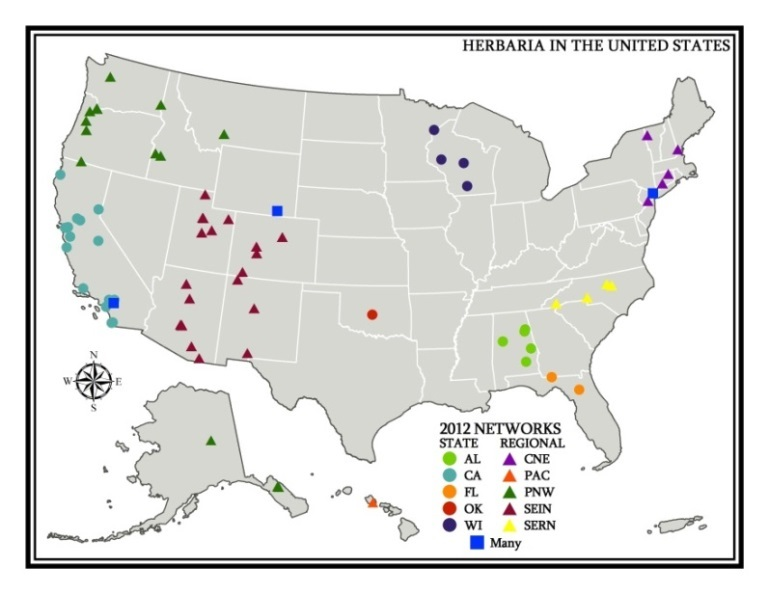 HERBARIA IN THE UNITED STATES
N
W E
S
2012 NETWORKS
STATE REGIONAL
AL CNE
CA PAC
FL PNW
OK SEIN
WI SERN
Many